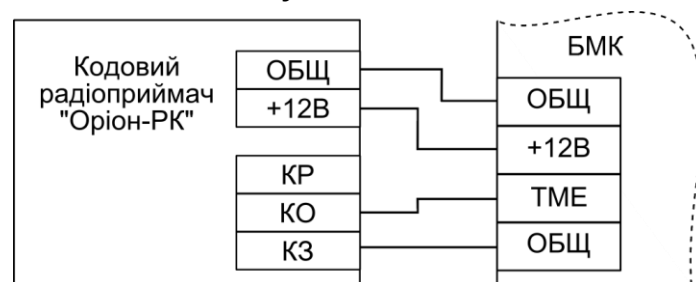 Кодовий
радіоприймач
"Оріон-РК"
ОБЩ
+12В
КР
КО
КЗ
БМК
ОБЩ
+12В
ТМЕ
ОБЩ